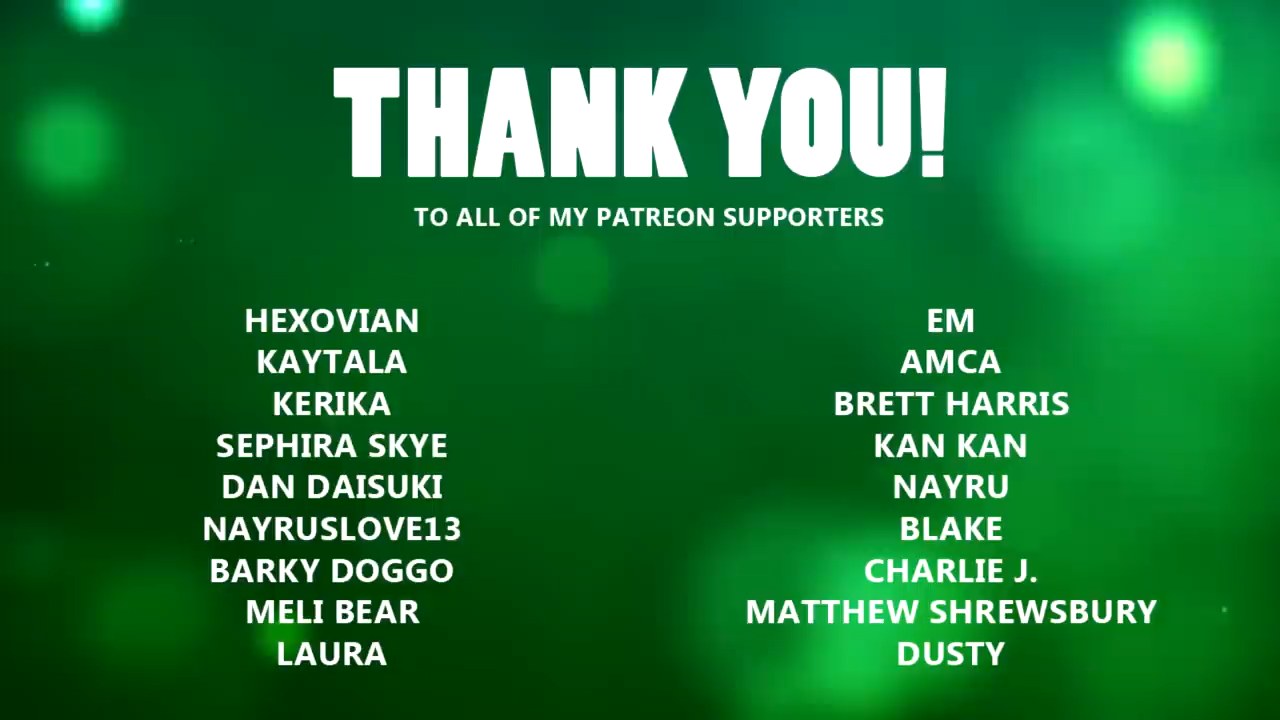 THANK YOU!
TO ALL OF MY PATREON SUPPORTERS
HEXOVIAN
KAYTALA
KERIKA
SEPHIRA SKYE
DAN DAISUKI
NAYRUSLOVE13
BARKY DOGGO
MELI BEAR
LAURA
EM
AMCA
BRETT HARRIS
KAN KAN
NAYRU
BLAKE
CHARLIE J.
MATTHEW SHREWSBURY
DUSTY